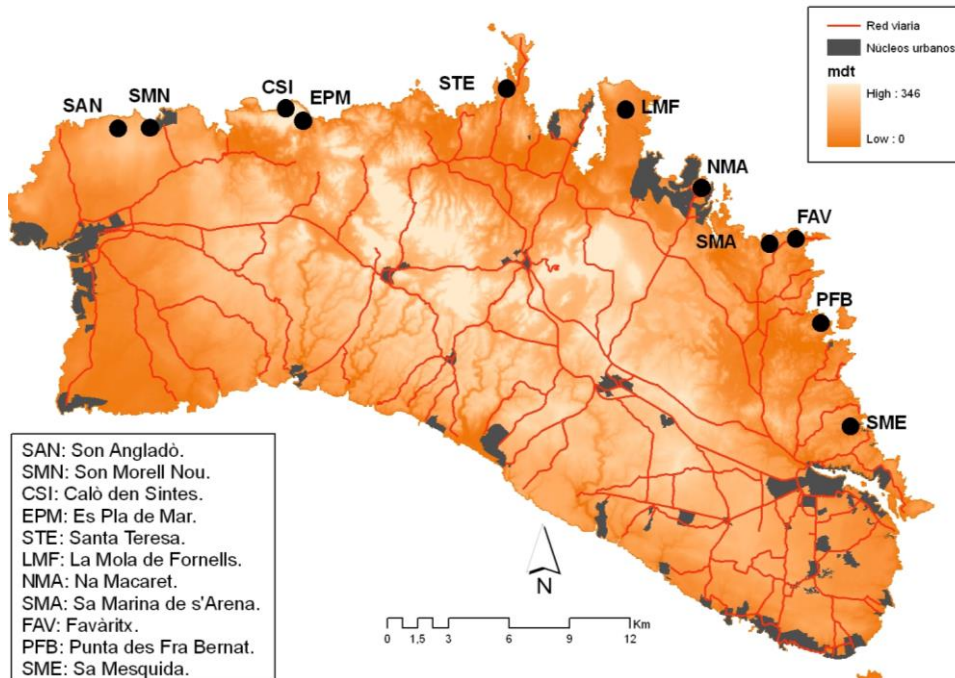 Red viaria
Núcleos urbanos
mdt
High : 346
Low : 0
CSI
EPM
STE
SAN
SMN
LMF
NMA
SMA
FAV
PFB
SME
SAN: Son Angladò.
SMN: Son Morell Nou.
CSI: Calò den Sintes.
EPM: Es Pla de Mar.
STE: Santa Teresa.
LMF: La Mola de Fornells.
NMA: Na Macaret.
SMA: Sa Marina de s'Arena.
FAV: Favàritx.
PFB: Punta des Fra Bernat.
SME: Sa Mesquida.
N
Km
0 1,5 3 6 9 12